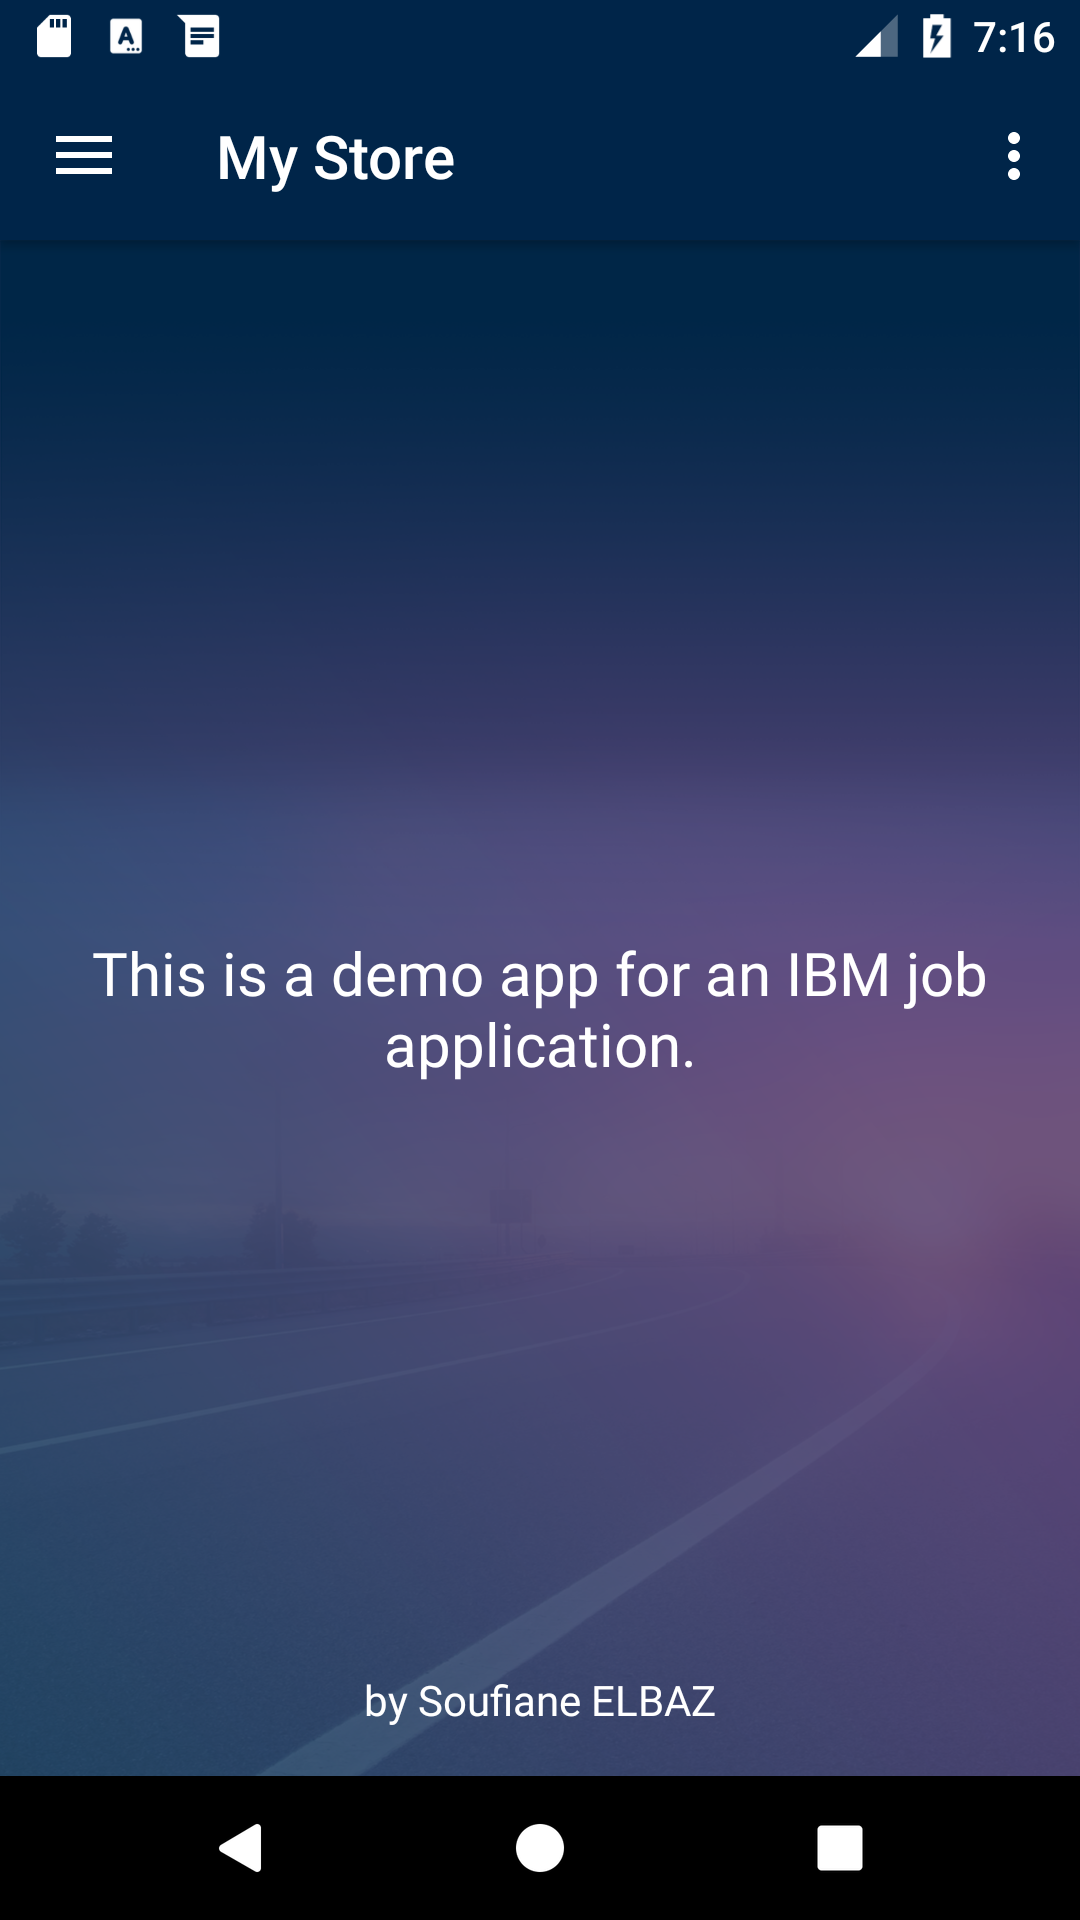 7:16
My Store
This is a demo app for an IBM job
application.
by Soufiane ELBAZ